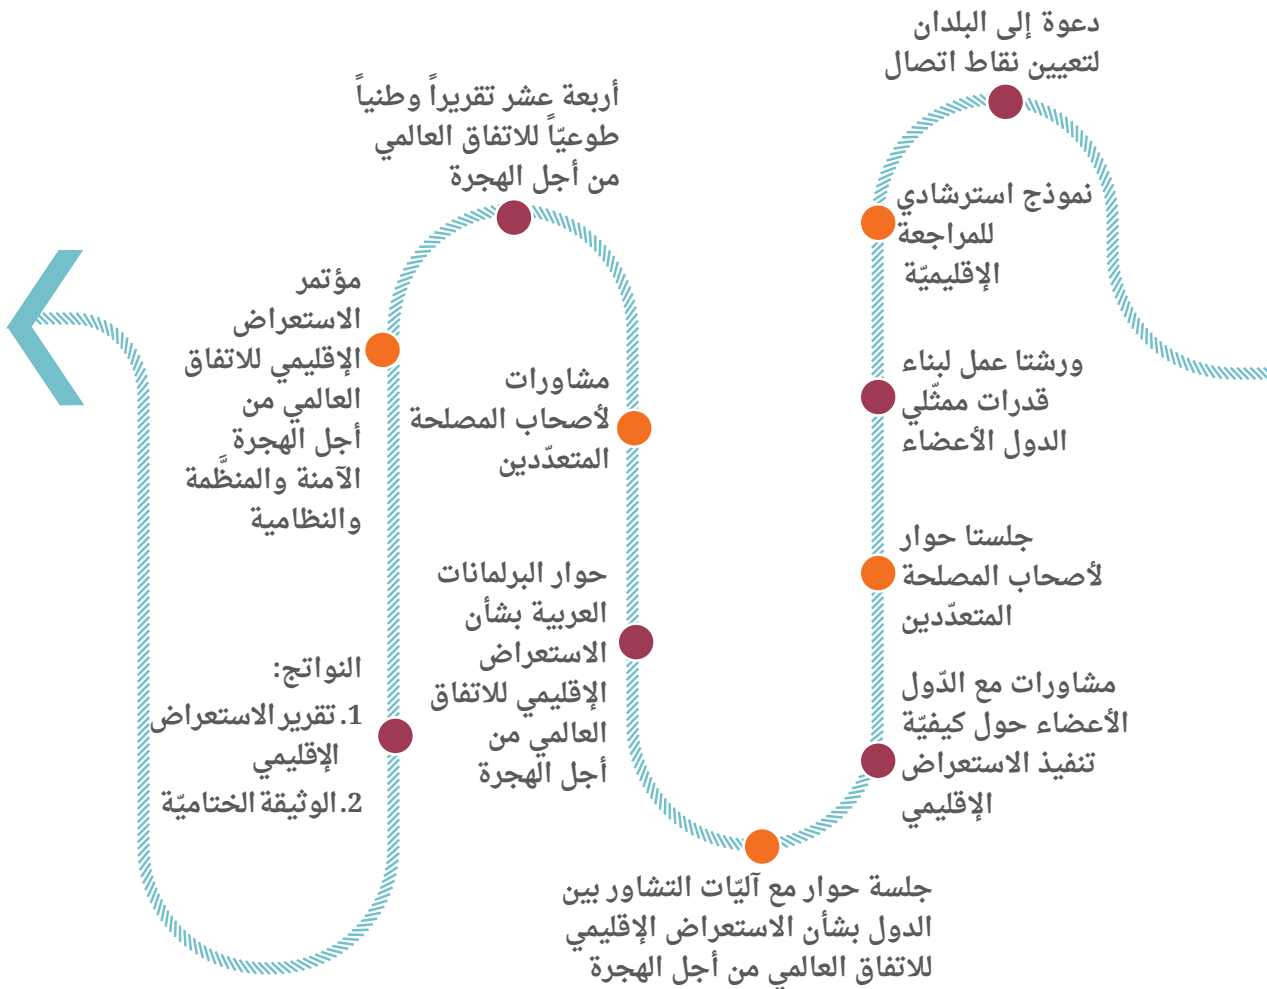 دعوة إلى البلدان
لتعيين نقاط اتصال
نموذج استرشادي
للمراجعة
الإقليميّة
ورشتا عمل لبناء
قدرات ممثّلي
الدول الأعضاء
جلستا حوار
لأصحاب المصلحة
المتعدّدين
مشاورات مع الدّول
الأعضاء حول كيفيّة
تنفيذ الاستعراض
الإقليمي
جلسة حوار مع آليّات التشاور بين
الدول بشأن الاستعراض الإقليمي
للاتفاق العالمي من أجل الهجرة
حوار البرلمانات
العربية بشأن
الاستعراض
الإقليمي للاتفاق
العالمي من
أجل الهجرة
مشاورات
لأصحاب المصلحة
المتعدّدين
أربعة عشر تقريراً وطنياً
طوعيّاً للاتفاق العالمي
من أجل الهجرة
مؤتمر
الاستعراض
الإقليمي للاتفاق
العالمي من
أجل الهجرة
الآمنة والمنظَّمة
والنظامية
النواتج:
1. تقرير الاستعراض
الإقليمي
2. الوثيقة الختاميّة